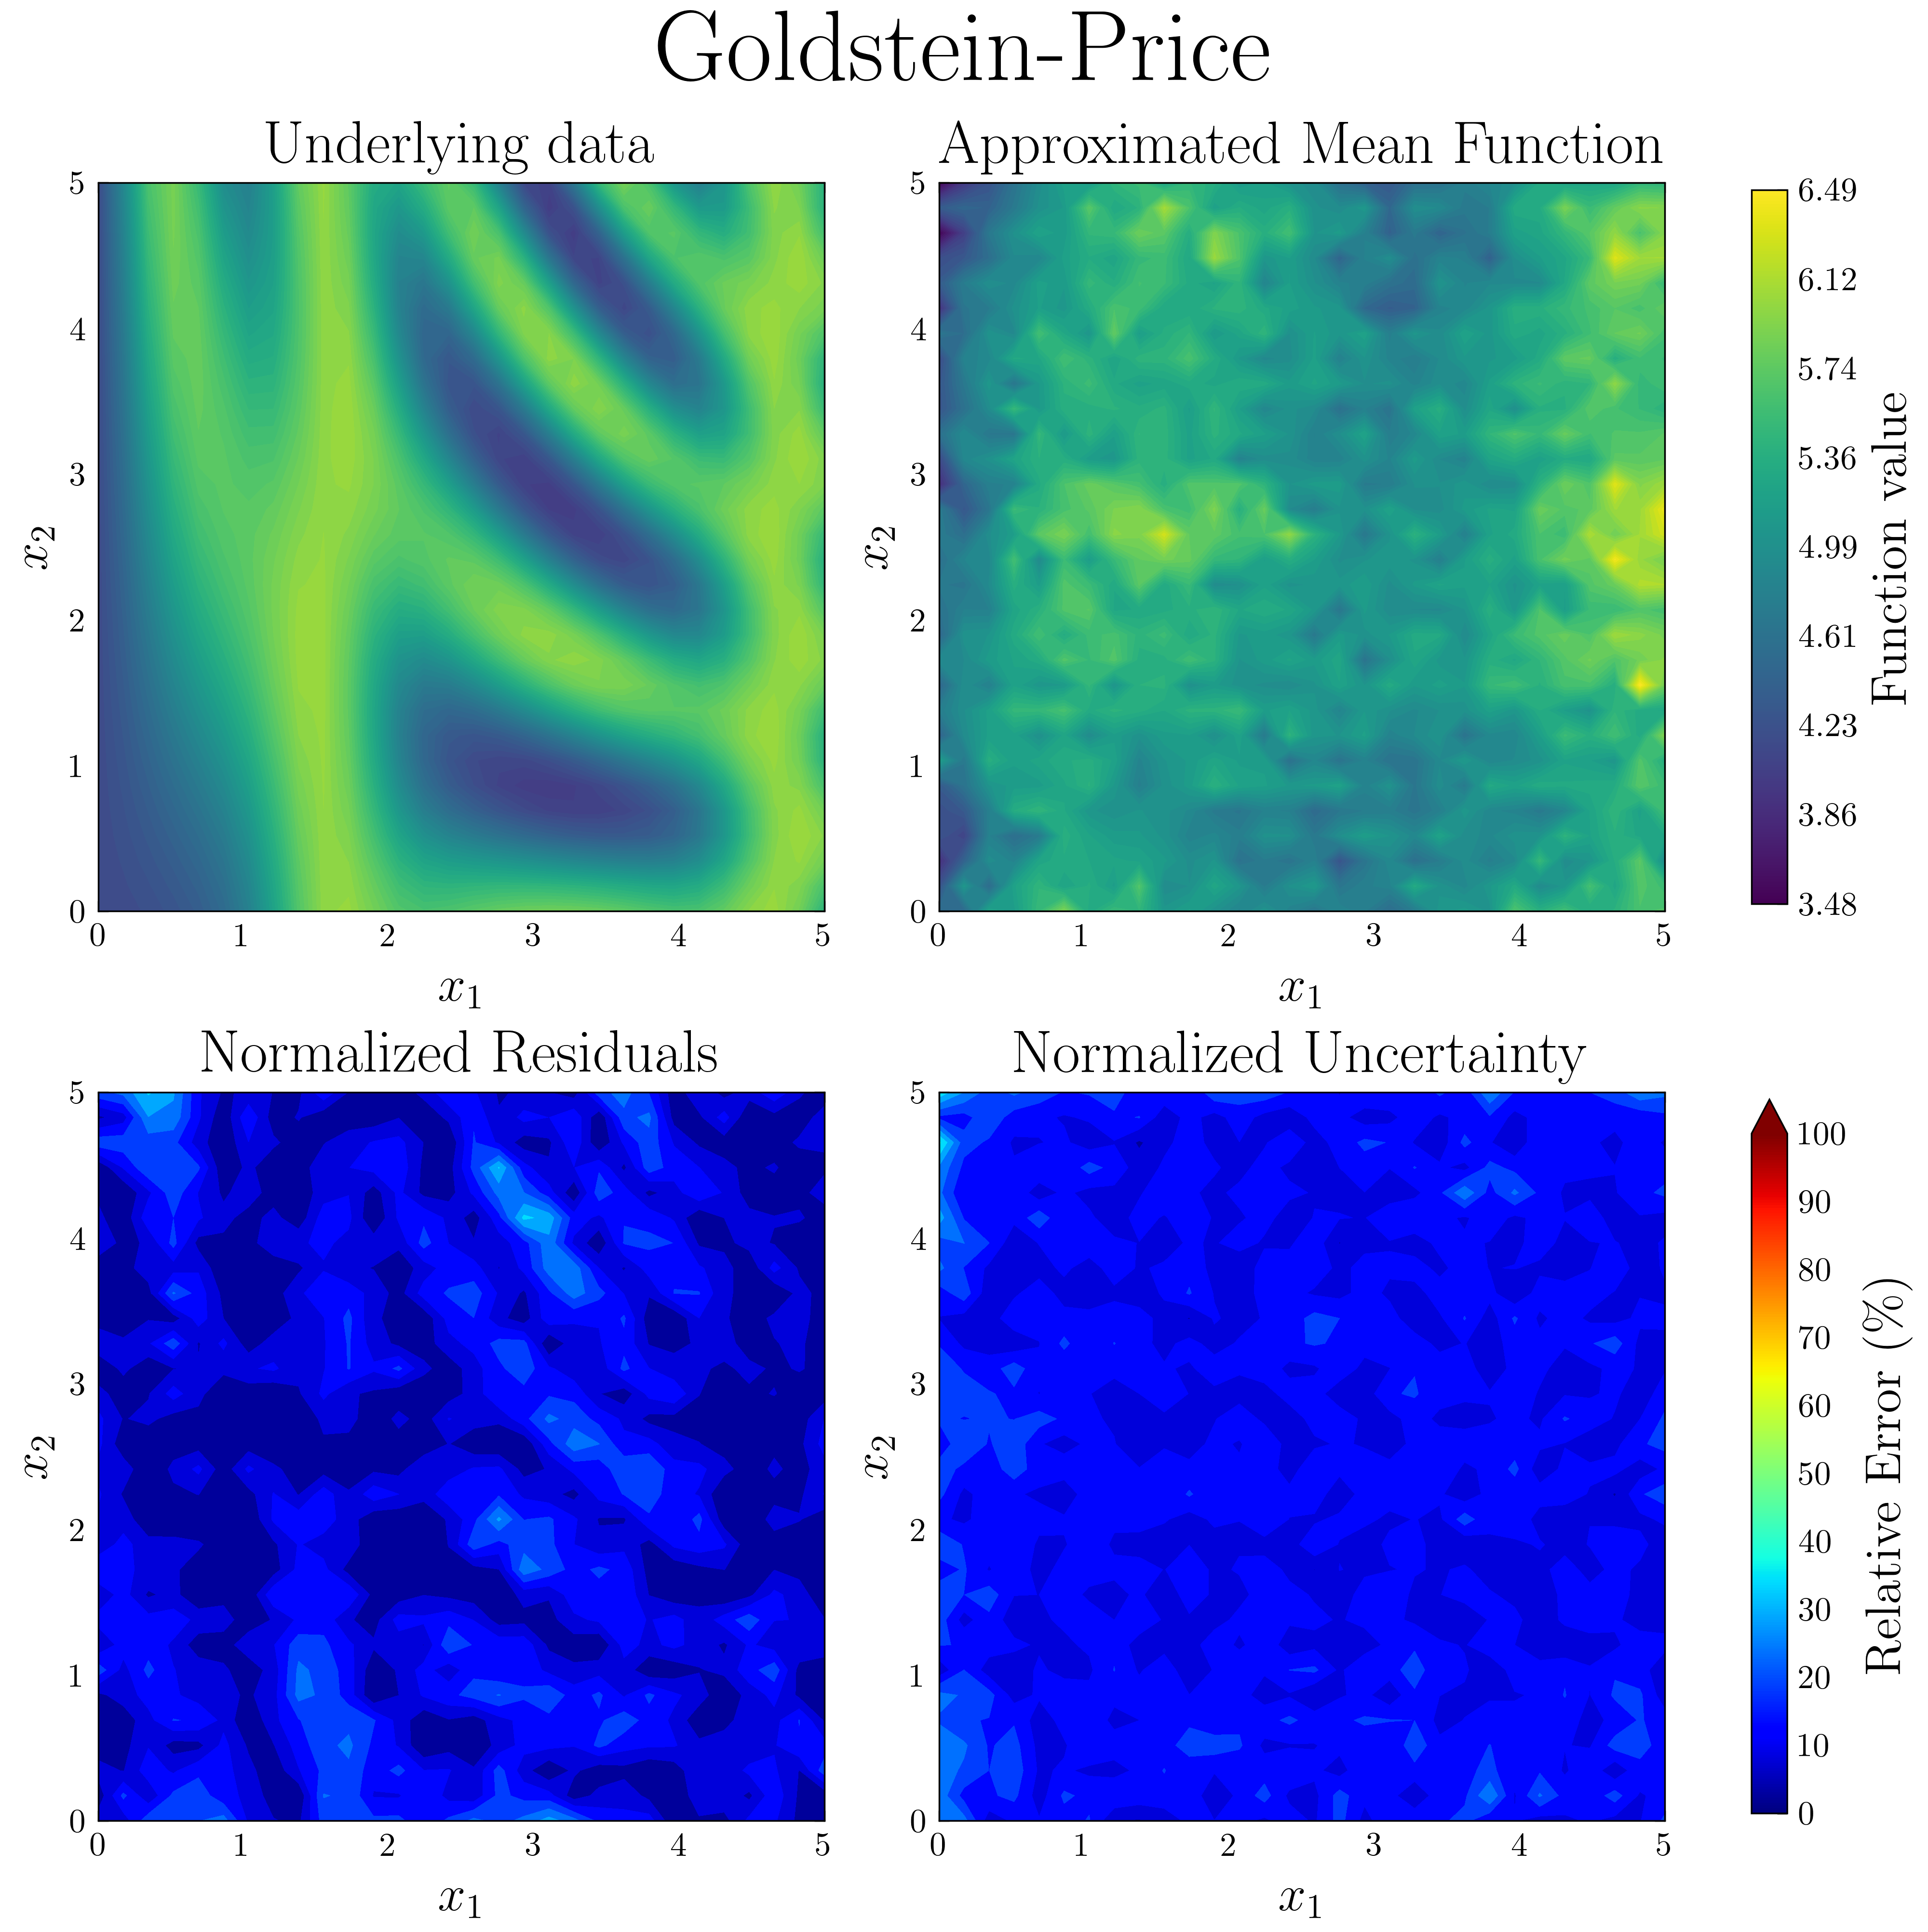 Goldstein-Price
Underlying data
5
4
3
2
1
0
x₂
0 1 2 3 4 5
x₁
Approximated Mean Function
5
4
3
2
1
0
x₂
0 1 2 3 4 5
x₁
6.49
6.12
5.74
5.36
4.99
4.61
4.23
3.86
3.48
Function value
Normalized Residuals
5
4
3
2
1
0
x₂
0 1 2 3 4 5
x₁
Normalized Uncertainty
5
4
3
2
1
0
x₂
0 1 2 3 4 5
x₁
100
90
80
70
60
50
40
30
20
10
0
Relative Error (%)